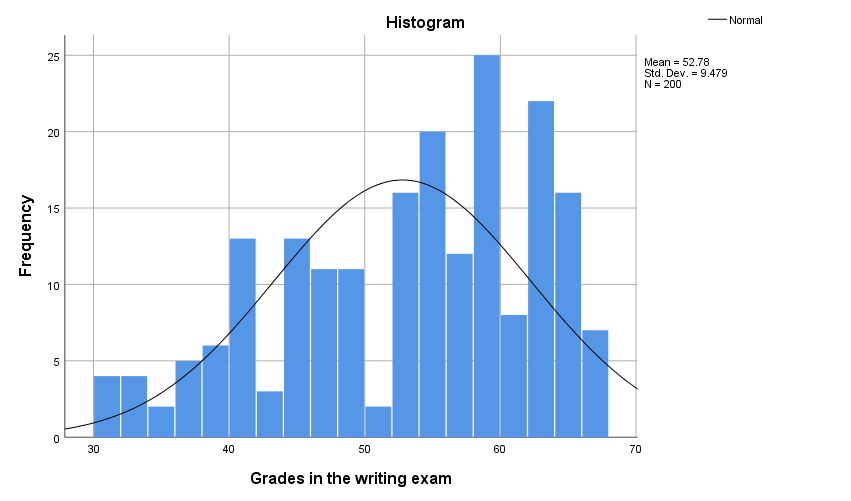 Histogram
Normal
Mean = 52.78
Std. Dev. = 9.479
N = 200
Frequency
25
20
15
10
5
0
30 40 50 60 70
Grades in the writing exam